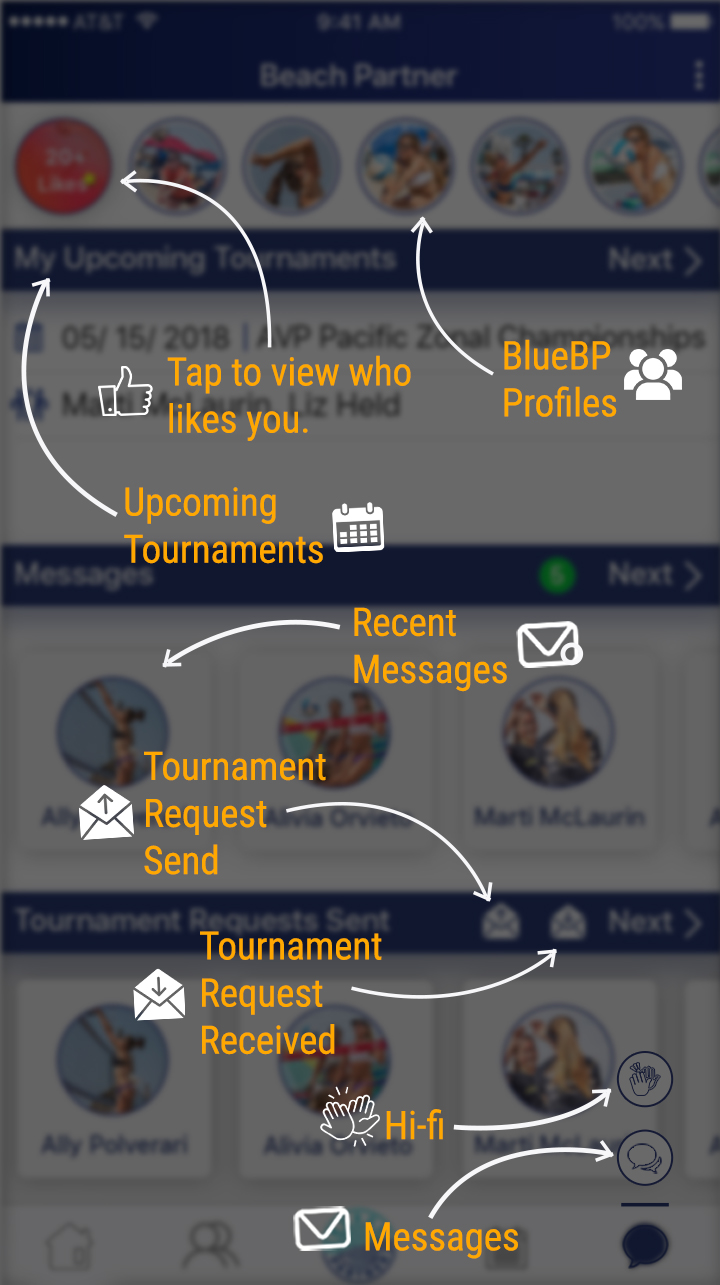 AT&T 9:41 AM 100%
Beach Partner
20+
Likes
My Upcoming Tournaments Next
05/ 15/ 2018 | AVP Pacific Zonal Championships
Marti McLaurin, Liz Held
Tap to view who
likes you.
BlueBP
Profiles
Upcoming
Tournaments
Messages 5 Next
Recent
Messages
Tournament
Request
Send
Ally
Alivia Orvieto
Marti McLaurin
Tournament Requests Sent Next
Tournament
Request
Received
Hi-fi
Ally Polverari
Alivia Orvieto
Marti McLaurin
Messages